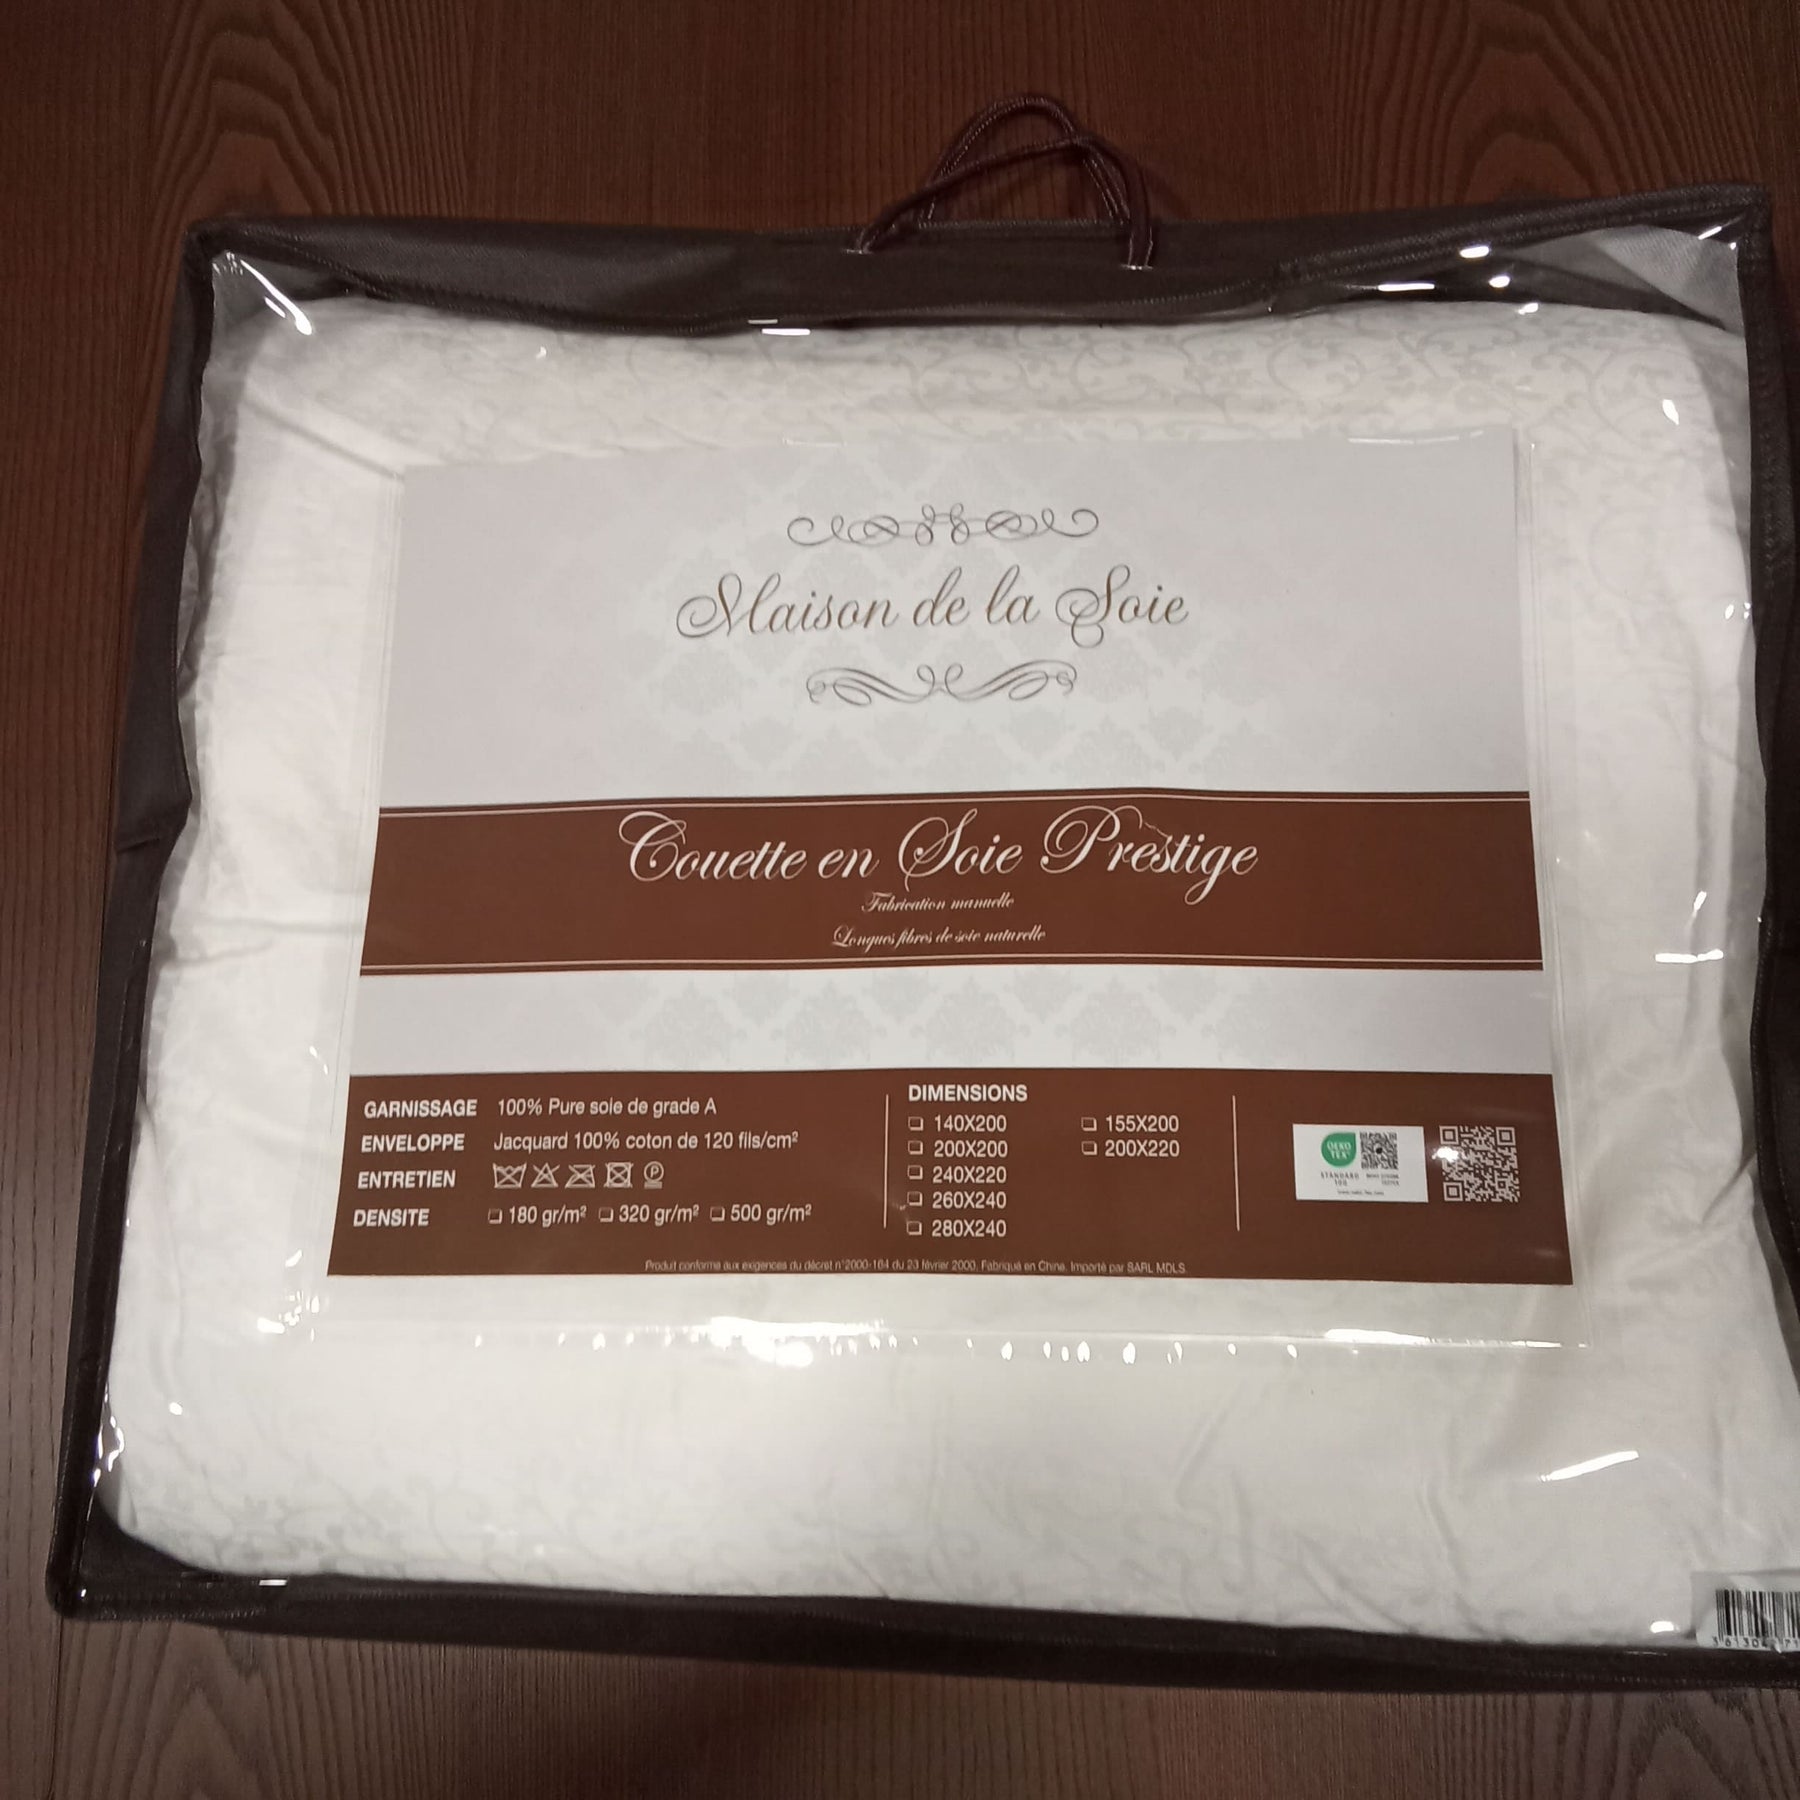 Maison de la Soie
Couette en Soie Prestige
Fabrication manuelle
Longues fibres de soie naturelle
GARNISSAGE 100% Pure soie de grade A
ENVELOPPE Jacquard 100% coton de 120 fils/cm²
ENTRETIEN
DENSITE 180 gr/m² 320 gr/m² 500 gr/m²
DIMENSIONS
140X200 155X200
200X200 200X220
240X220
260X240
280X240
OEKO
TEX
STANDARD
100
Produit conforme aux exigences du décret n°2000-164 du 23 février 2000. Fabriqué en Chine. Importé par SARL MDLS